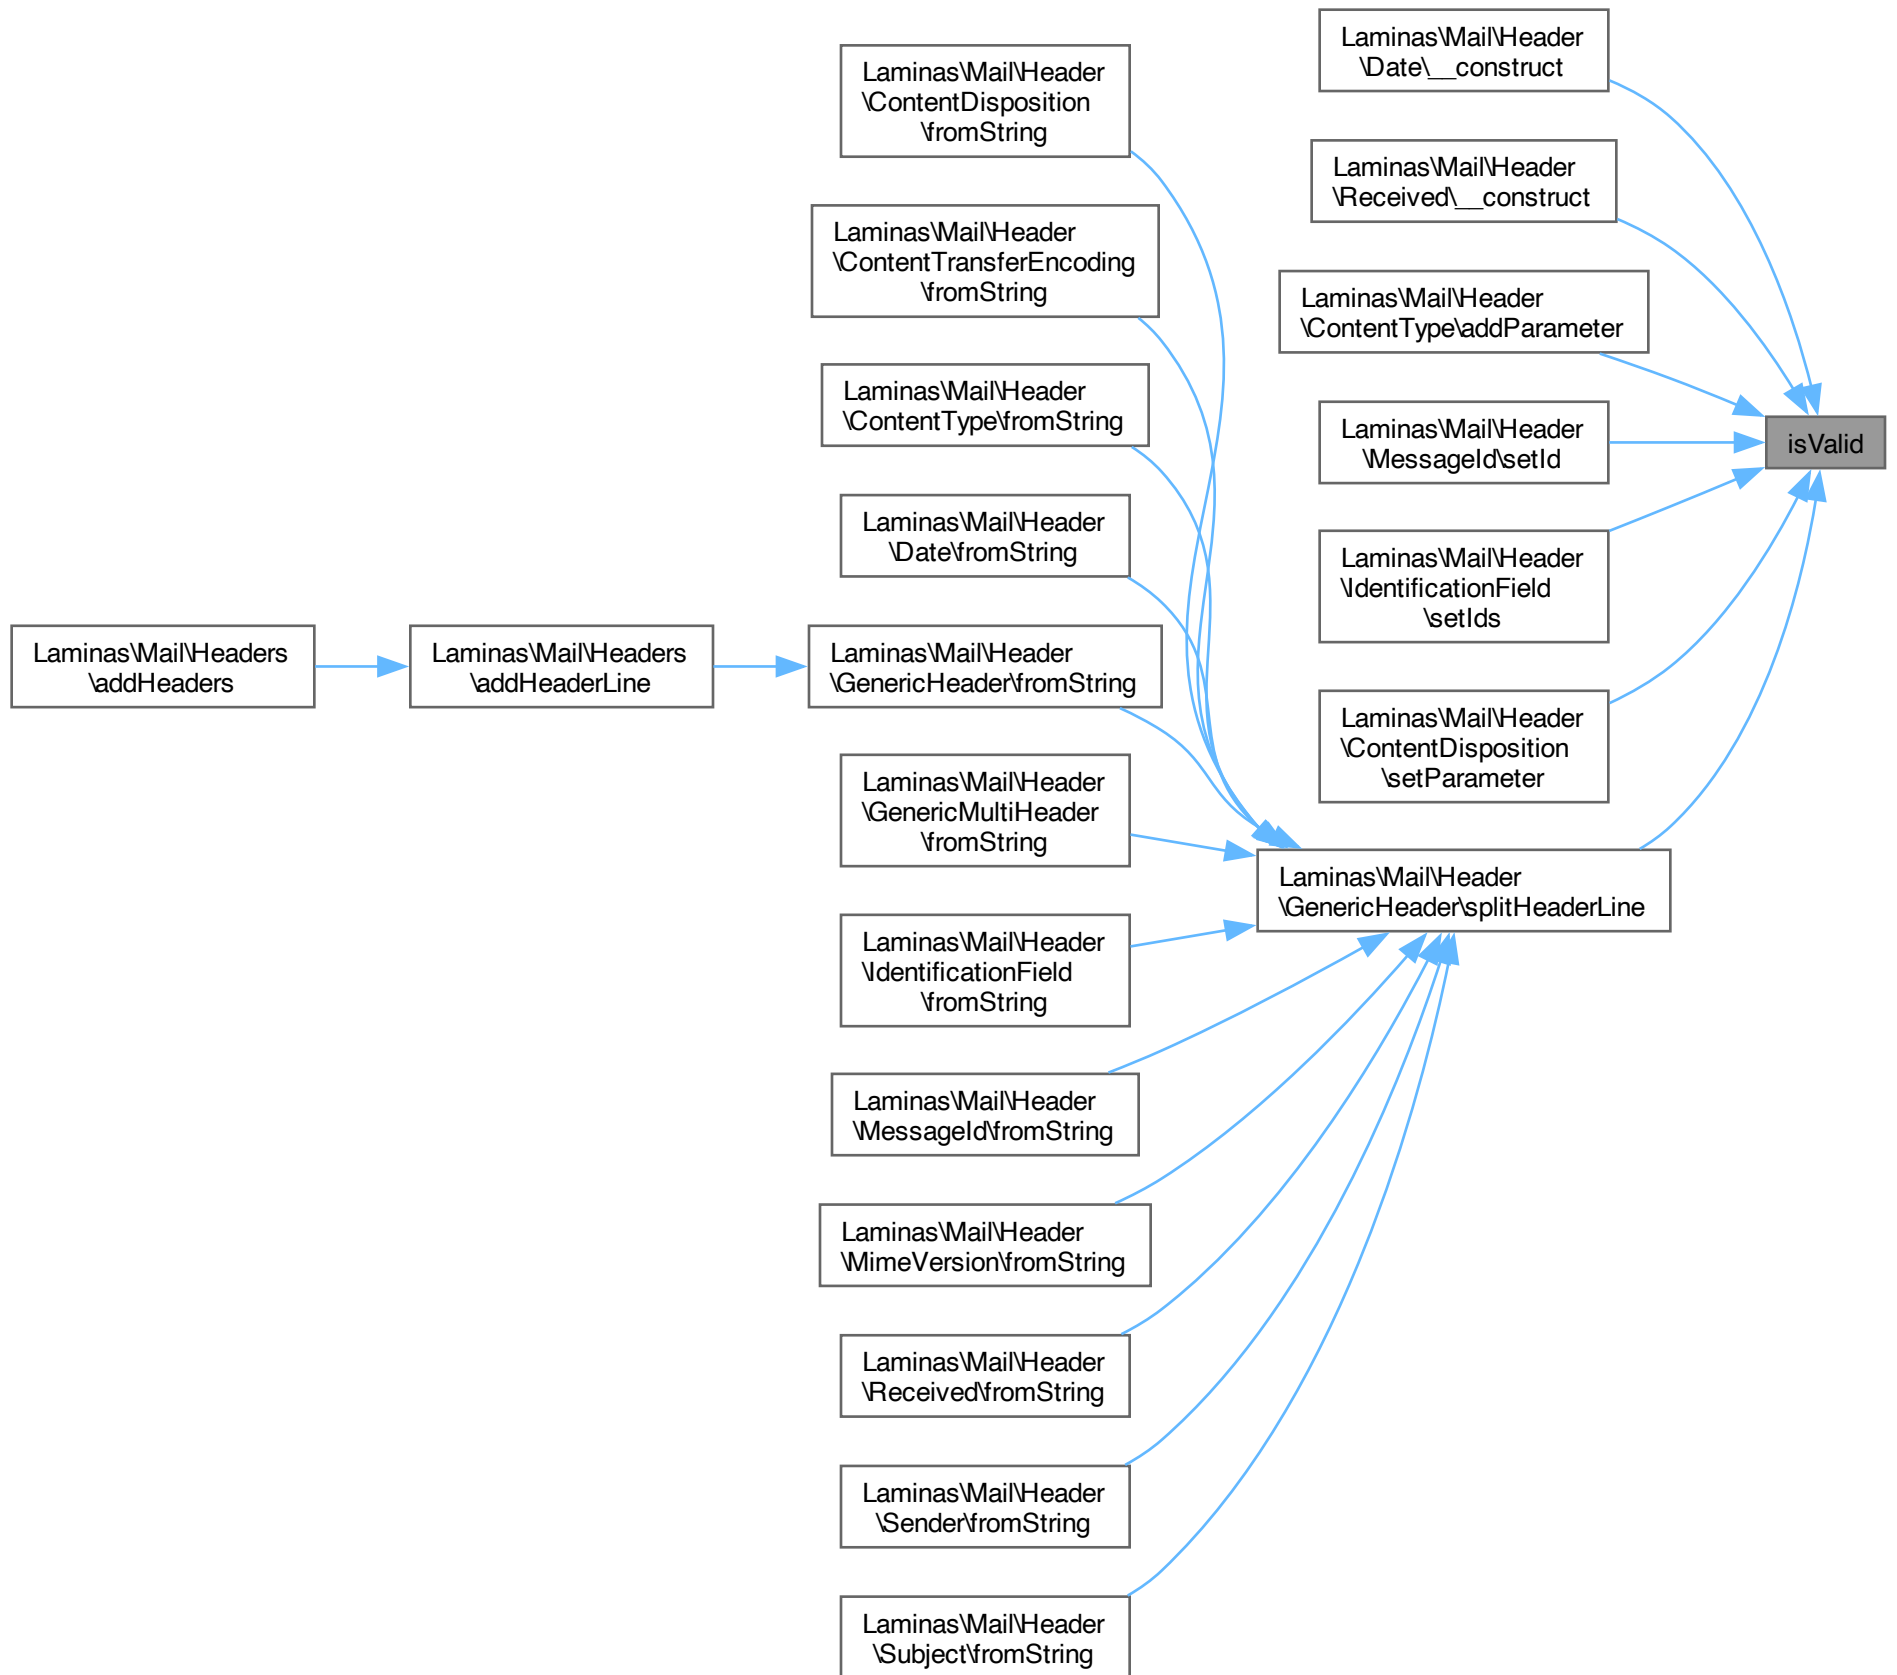 Laminas\Mail\Headers
\addHeaders
Laminas\Mail\Headers
\addHeaderLine
Laminas\Mail\Header
\ContentDisposition
\fromString
Laminas\Mail\Header
\ContentTransferEncoding
\fromString
Laminas\Mail\Header
\ContentType\fromString
Laminas\Mail\Header
\Date\fromString
Laminas\Mail\Header
\GenericHeader\fromString
Laminas\Mail\Header
\GenericMultiHeader
\fromString
Laminas\Mail\Header
\IdentificationField
\fromString
Laminas\Mail\Header
\MessageId\fromString
Laminas\Mail\Header
\MimeVersion\fromString
Laminas\Mail\Header
\Received\fromString
Laminas\Mail\Header
\Sender\fromString
Laminas\Mail\Header
\Subject\fromString
Laminas\Mail\Header
\Date\__construct
Laminas\Mail\Header
\Received\__construct
Laminas\Mail\Header
\ContentType\addParameter
Laminas\Mail\Header
\MessageId\setId
Laminas\Mail\Header
\IdentificationField
\setIds
Laminas\Mail\Header
\ContentDisposition
\setParameter
Laminas\Mail\Header
\GenericHeader\splitHeaderLine
isValid